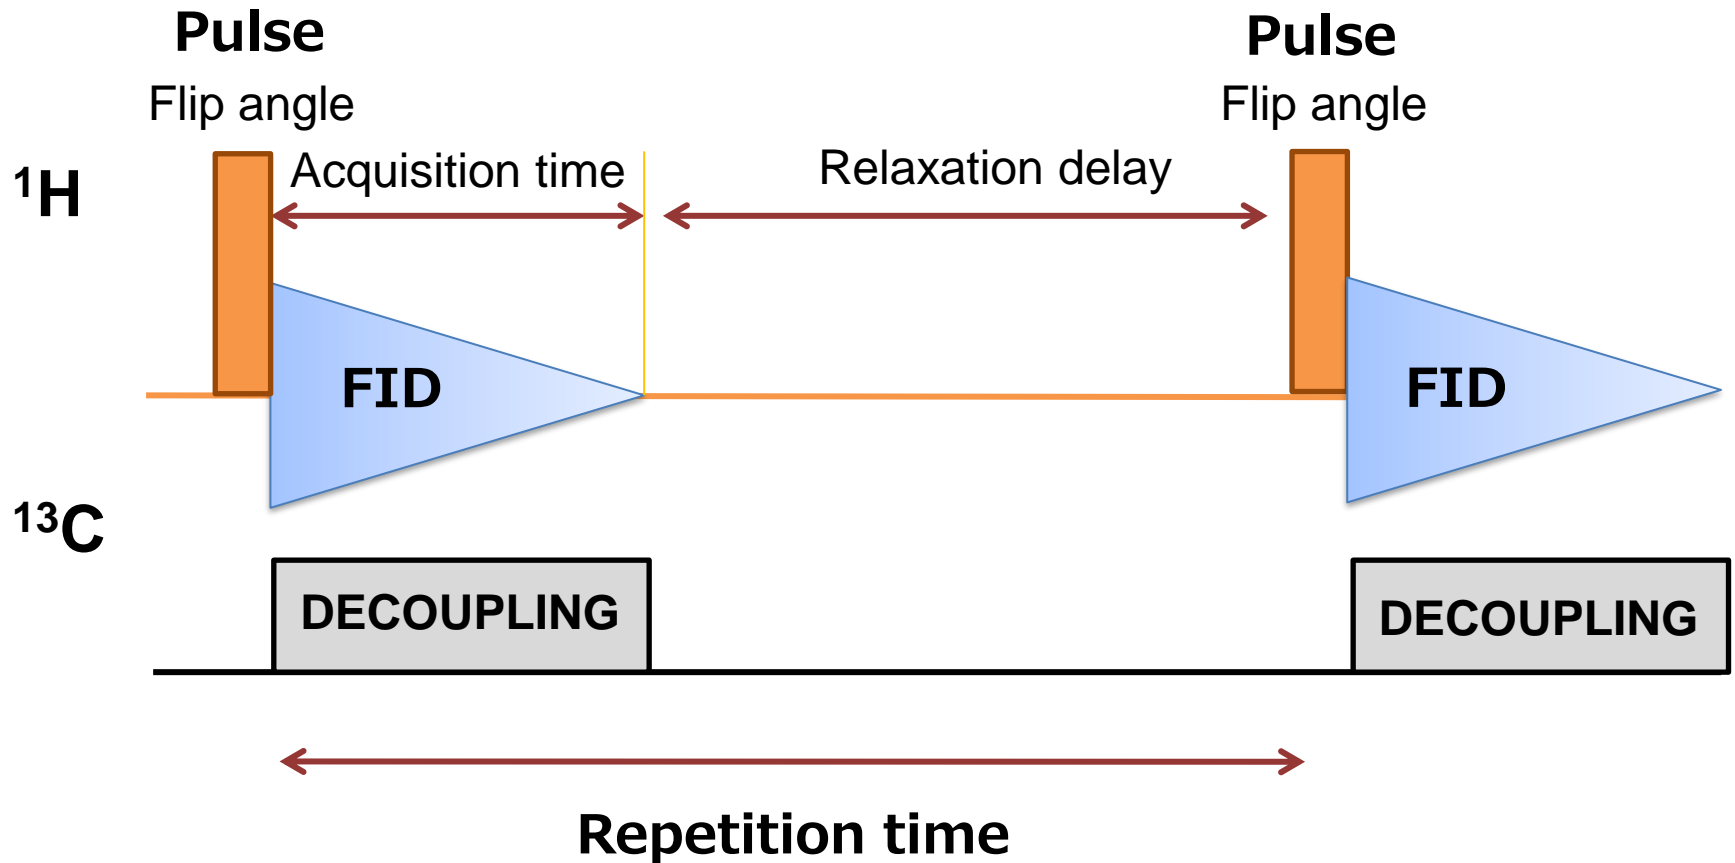 Pulse
Pulse
Flip angle
Flip angle
Acquisition time
Relaxation delay
¹H
FID
FID
¹³C
DECOUPLING
DECOUPLING
Repetition time